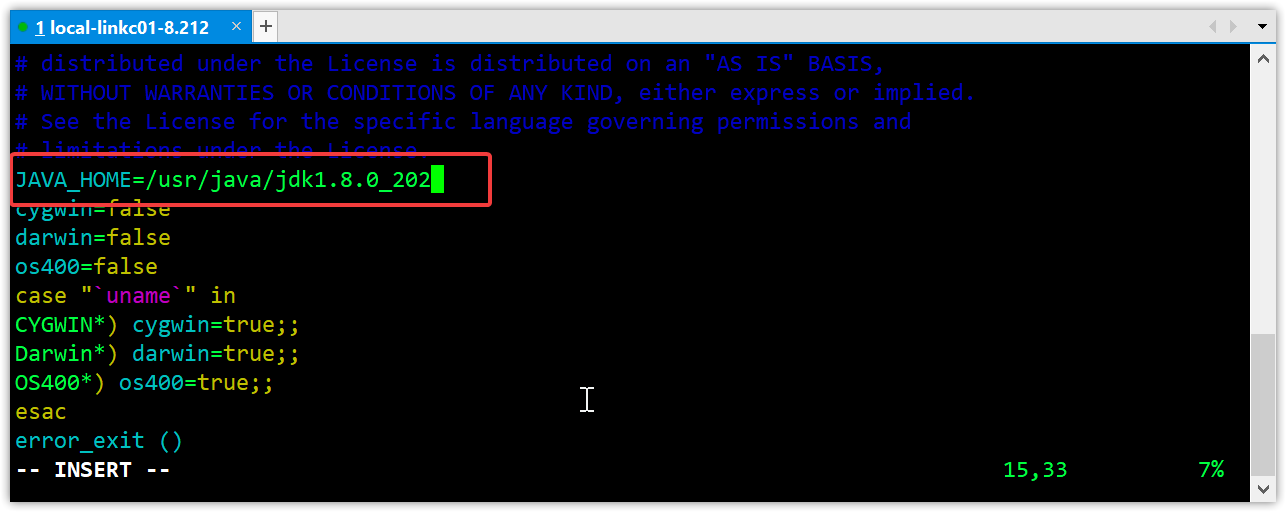 1 local-linkc01-8.212 × +
# distributed under the License is distributed on an "AS IS" BASIS,
# WITHOUT WARRANTIES OR CONDITIONS OF ANY KIND, either express or implied.
# See the License for the specific language governing permissions and
# limitations under the License
JAVA_HOME=/usr/java/jdk1.8.0_202
cygwin=false
darwin=false
os400=false
case "`uname`" in
CYGWIN*) cygwin=true;;
Darwin*) darwin=true;;
OS400*) os400=true;;
esac
error_exit ()
-- INSERT -- 15,33 7%